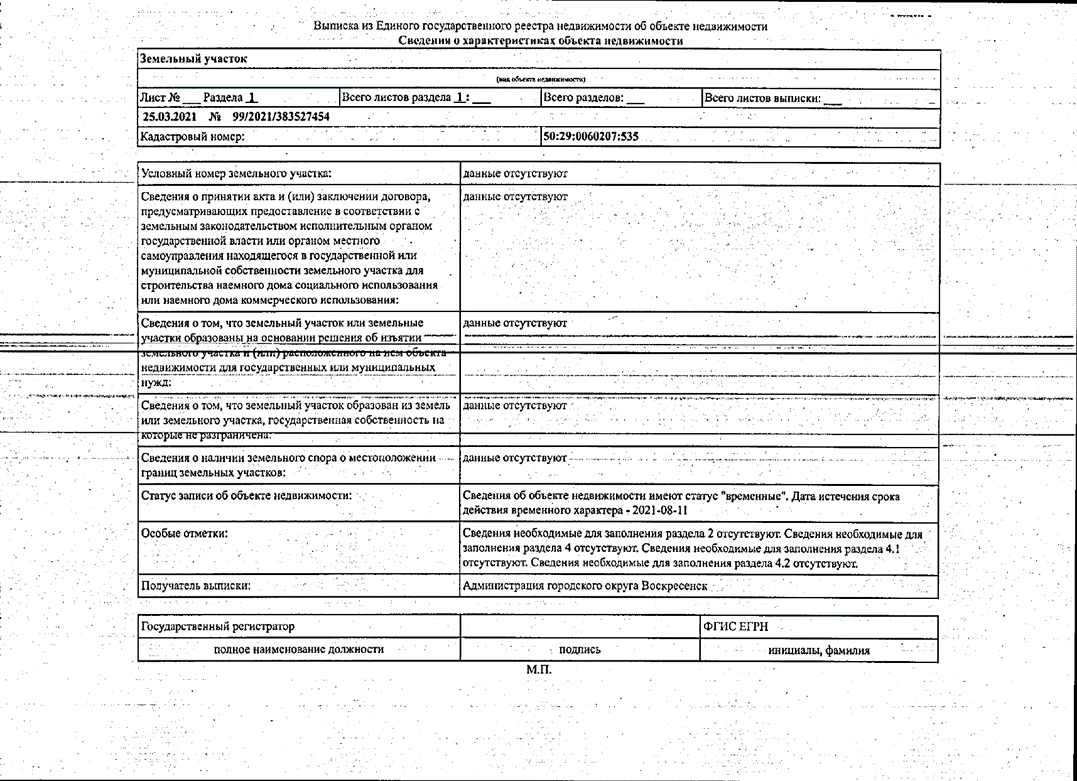 Выписка из Единого государственного реестра недвижимости об объекте недвижимости
Сведения о характеристиках объекта недвижимости
Земельный участок
(вид объекта недвижимости)
Лист № ___ Раздела 1
Всего листов раздела 1 : ___
Всего разделов: ___
Всего листов выписки: ___
25.03.2021 № 99/2021/383527454
Кадастровый номер:
50:29:0060207:535
Условный номер земельного участка:
данные отсутствуют
Сведения о принятии акта и (или) заключении договора,
предусматривающих предоставление в соответствии с
земельным законодательством исполнительным органом
государственной власти или органом местного
самоуправления находящегося в государственной или
муниципальной собственности земельного участка для
строительства наемного дома социального использования
или наемного дома коммерческого использования:
данные отсутствуют
Сведения о том, что земельный участок или земельные
участки образованы на основании решения об изъятии
земельного участка и (или) расположенного на нем объекта
недвижимости для государственных или муниципальных
нужд:
данные отсутствуют
Сведения о том, что земельный участок образован из земель
или земельного участка, государственная собственность на
которые не разграничена:
данные отсутствуют
Сведения о наличии земельного спора о местоположении
границ земельных участков:
данные отсутствуют
Статус записи об объекте недвижимости:
Сведения об объекте недвижимости имеют статус "временные". Дата истечения срока
действия временного характера - 2021-08-11
Особые отметки:
Сведения необходимые для заполнения раздела 2 отсутствуют. Сведения необходимые для
заполнения раздела 4 отсутствуют. Сведения необходимые для заполнения раздела 4.1
отсутствуют. Сведения необходимые для заполнения раздела 4.2 отсутствуют.
Получатель выписки:
Администрация городского округа Воскресенск
Государственный регистратор
ФГИС ЕГРН
полное наименование должности
подпись
инициалы, фамилия
М.П.